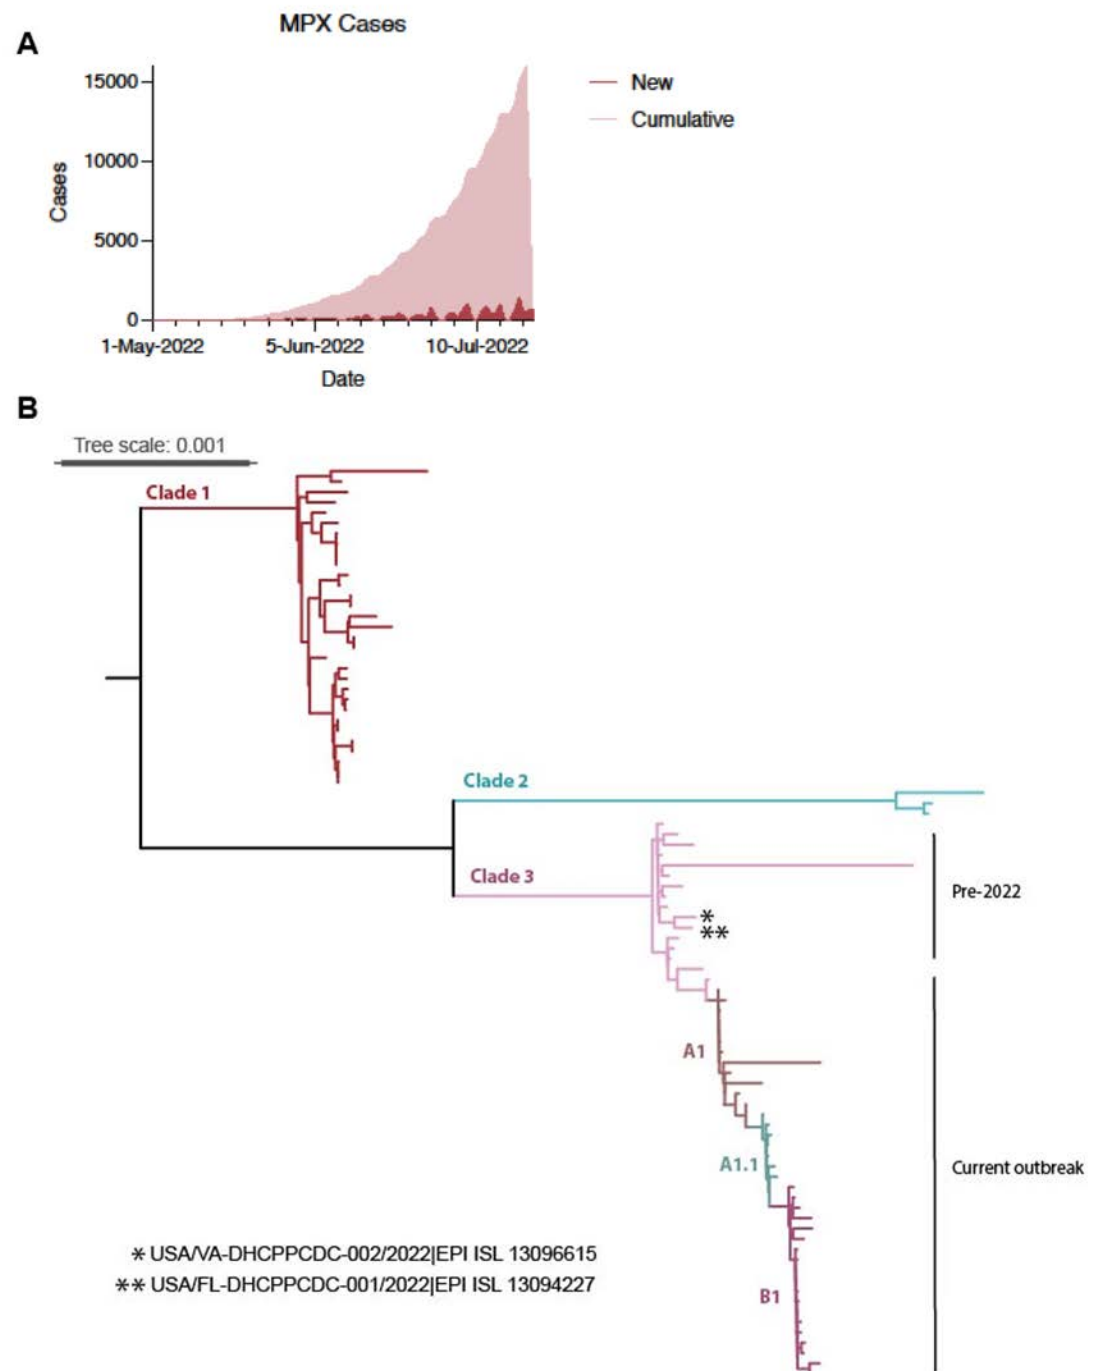 A
MPX Cases
15000
10000
5000
0
Cases
1-May-2022
5-Jun-2022
10-Jul-2022
Date
New
Cumulative
B
Tree scale: 0.001
Clade 1
Clade 2
Clade 3
*
**
Pre-2022
A1
A1.1
Current outbreak
B1
* USA/VA-DHCPPCDC-002/2022|EPI ISL 13096615
** USA/FL-DHCPPCDC-001/2022|EPI ISL 13094227